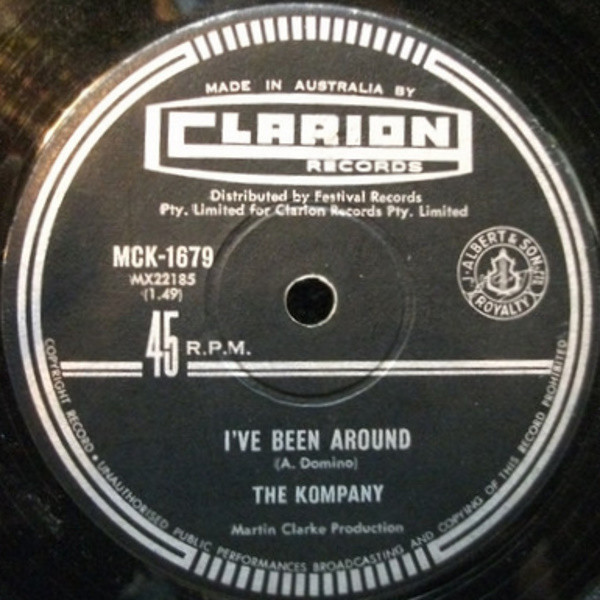 MADE IN AUSTRALIA BY
CLARION
RECORDS
Distributed by Festival Records
Pty. Limited for Clarion Records Pty. Limited
MCK-1679
MX22185
(1.49)
J. ALBERT & SON
ROYALTY
45 R.P.M.
I'VE BEEN AROUND
(A. Domino)
THE KOMPANY
Martin Clarke Production
COPYRIGHT RECORD • UNAUTHORISED PUBLIC PERFORMANCES BROADCASTING AND COPYING OF THIS RECORD PROHIBITED